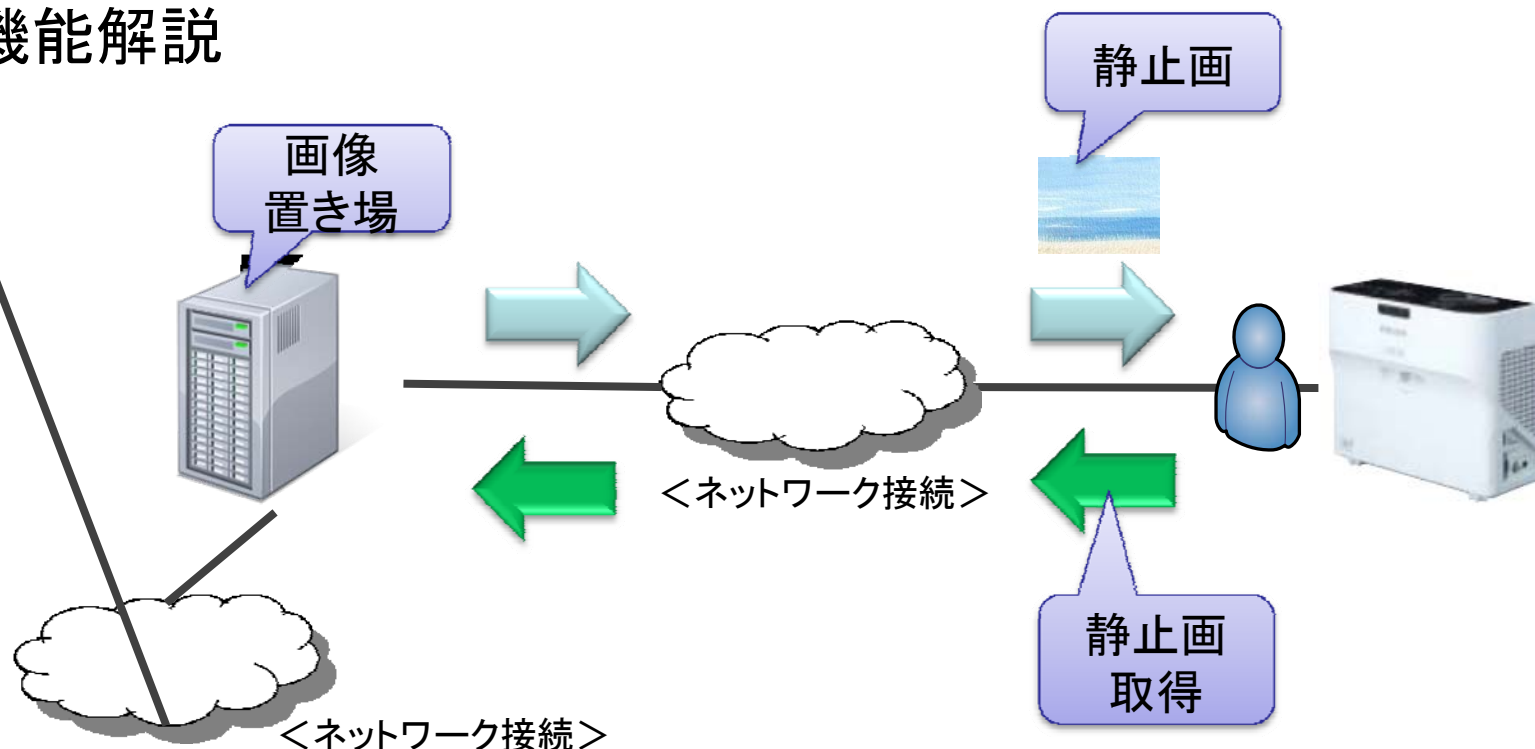 機能解説
静止画
画像
置き場
＜ネットワーク接続＞
静止画
取得
＜ネットワーク接続＞